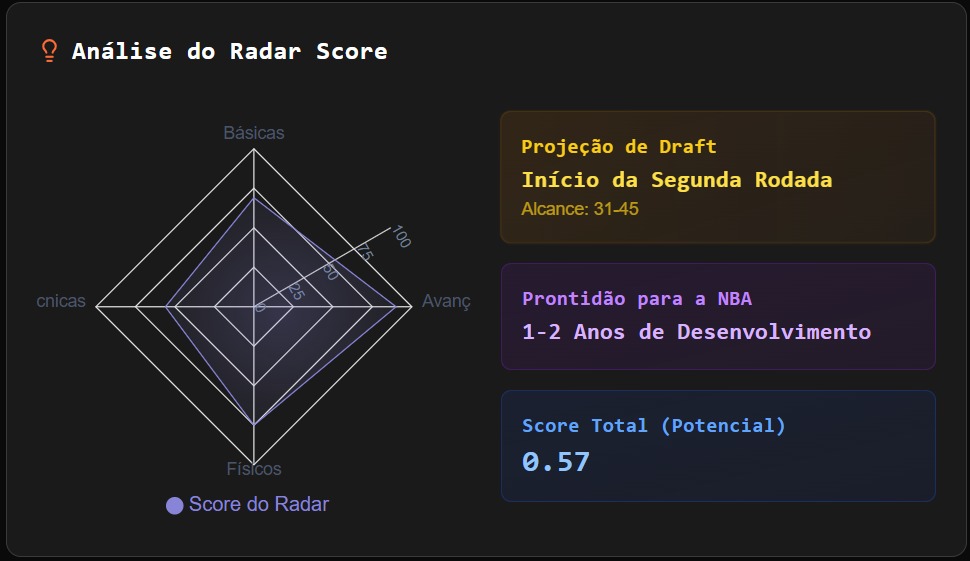 Análise do Radar Score
Básicas
100
75
50
25
0
cnicas
Avanç
Físicos
Score do Radar
Projeção de Draft
Início da Segunda Rodada
Alcance: 31-45
Prontidão para a NBA
1-2 Anos de Desenvolvimento
Score Total (Potencial)
0.57